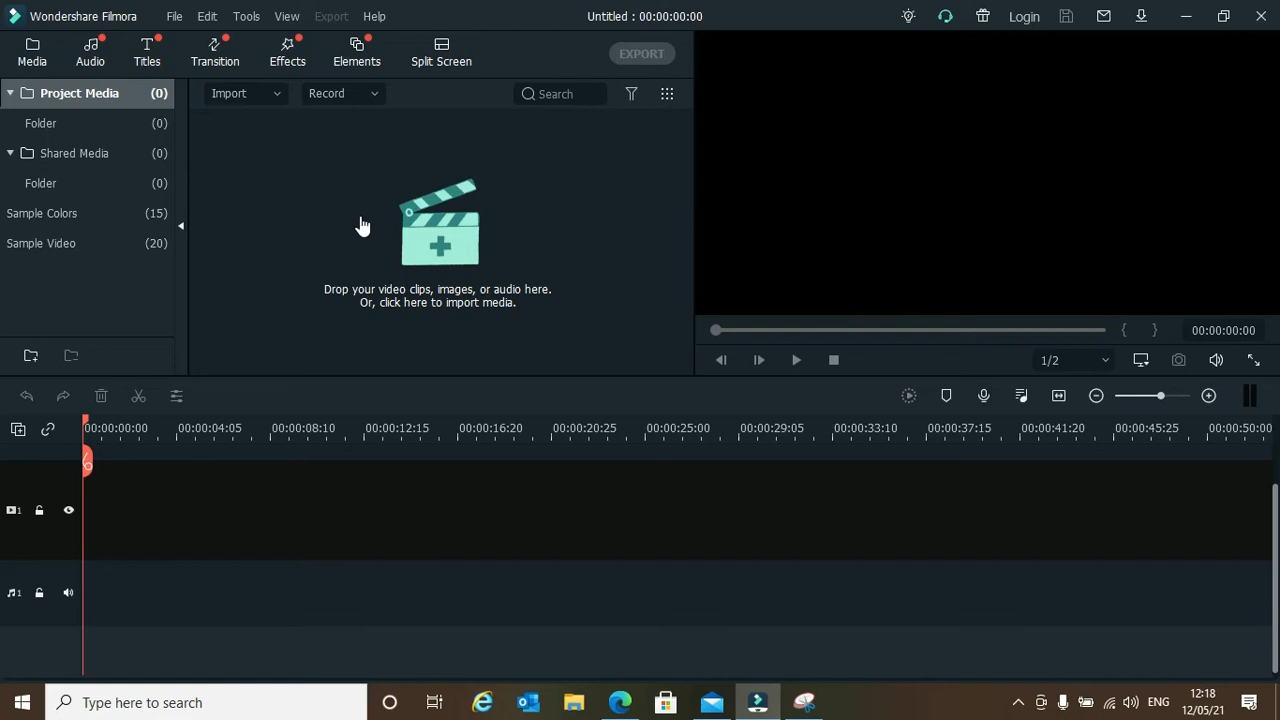 Wondershare Filmora File Edit Tools View Export Help Untitled : 00:00:00:00 Login
Media Audio Titles Transition Effects Elements Split Screen EXPORT
Project Media (0) Import Record Search
Folder (0)
Shared Media (0)
Folder (0)
Sample Colors (15)
Sample Video (20)
Drop your video clips, images, or audio here.
Or, click here to import media.
00:00:00:00
1/2
00:00:00:00 00:00:04:05 00:00:08:10 00:00:12:15 00:00:16:20 00:00:20:25 00:00:25:00 00:00:29:05 00:00:33:10 00:00:37:15 00:00:41:20 00:00:45:25 00:00:50:00
1
1
Type here to search ENG 12:18
12/05/21